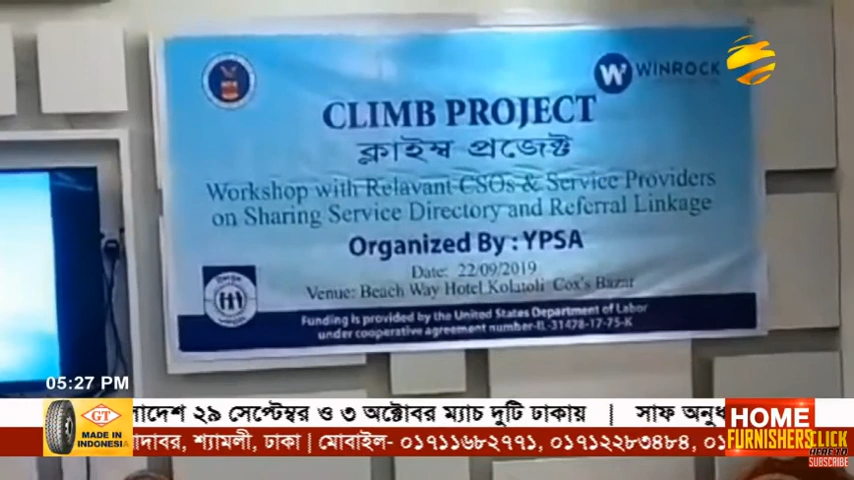 WINROCK
CLIMB PROJECT
ক্লাইম্ব প্রজেক্ট
Workshop with Relavant CSOs & Service Providers
on Sharing Service Directory and Referral Linkage
Organized By : YPSA
Date: 22/09/2019
Venue: Beach Way Hotel,Kolatoli Cox's Bazar
Funding is provided by the United States Department of Labor
under cooperative agreement number-IL-31478-17-75-K
05:27 PM
লাদেশ ২৯ সেপ্টেম্বর ও ৩ অক্টোবর ম্যাচ দুটি ঢাকায় | সাফ অনুধ
GT
MADE IN
INDONESIA
াদাবর, শ্যামলী, ঢাকা | মোবাইল- ০১৭১১৬৮২৭৭১, ০১৭১২২৮৩৪৮৪, ০১
HOME
FURNISHERS
CLICK
HERE TO
SUBSCRIBE